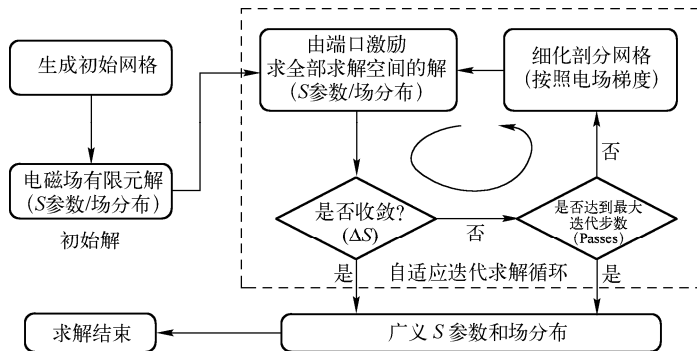 生成初始网格
电磁场有限元解
（S参数/场分布）
初始解
由端口激励
求全部求解空间的解
（S参数/场分布）
细化剖分网格
(按照电场梯度)
是否收敛?
(ΔS)
否
是否达到最大
迭代步数
(Passes)
否
是
自适应迭代求解循环
是
广义 S 参数和场分布
求解结束